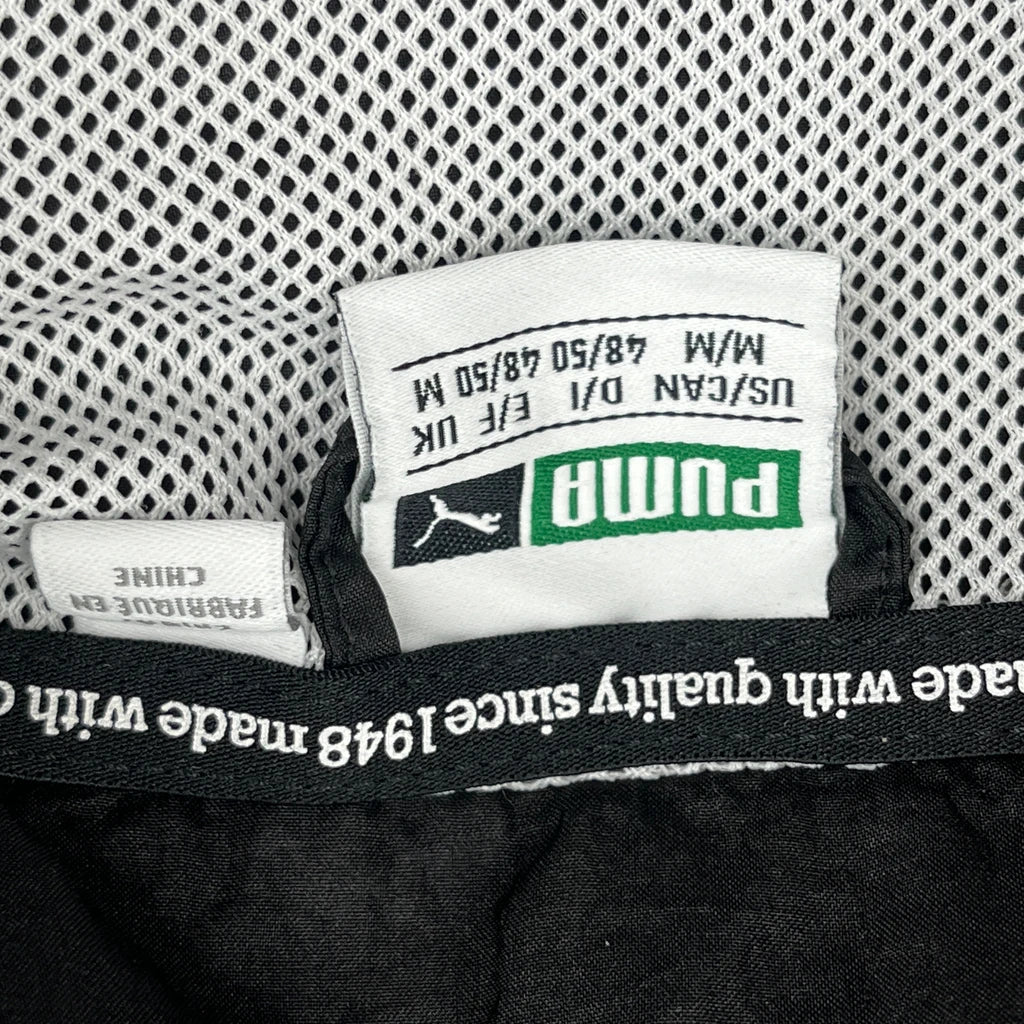 made with quality since 1948 made with
PUMA
US/CAN D/I E/F UK
M/M 48/50 48/50 M
FABRIQUE EN
CHINE